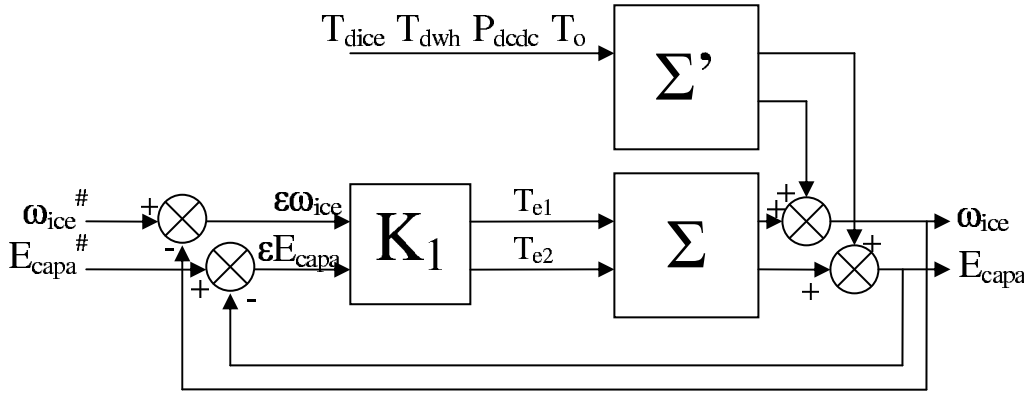 T_dice T_dwh P_dcdc T_o
Σ’
+
ω_ice^#
εω_ice
K_1
T_e1
Σ
+
+
ω_ice
-
E_capa^#
+
εE_capa
-
T_e2
+
+
E_capa